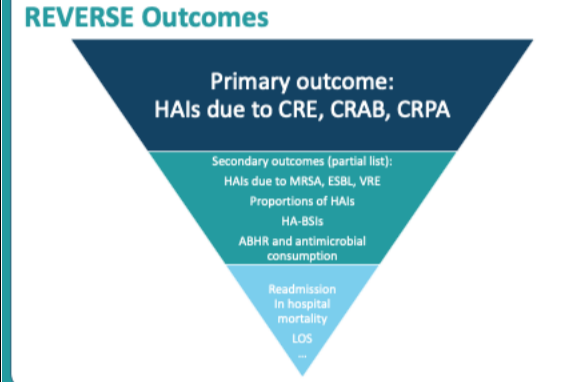 REVERSE Outcomes
Primary outcome:
HAIs due to CRE, CRAB, CRPA
Secondary outcomes (partial list):
HAIs due to MRSA, ESBL, VRE
Proportions of HAIs
HA-BSIs
ABHR and antimicrobial
consumption
Readmission
In hospital
mortality
LOS
...